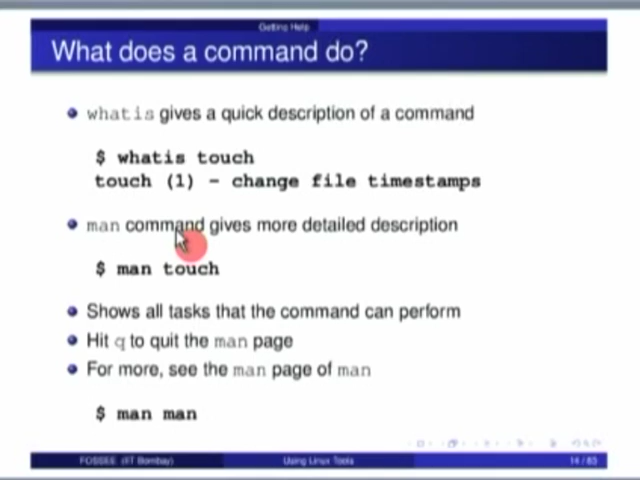 Getting Help
What does a command do?
whatis gives a quick description of a command
$ whatis touch
touch (1) - change file timestamps
man command gives more detailed description
$ man touch
Shows all tasks that the command can perform
Hit q to quit the man page
For more, see the man page of man
$ man man
FOSSEE (IIT Bombay) Using Linux Tools 14 / 65